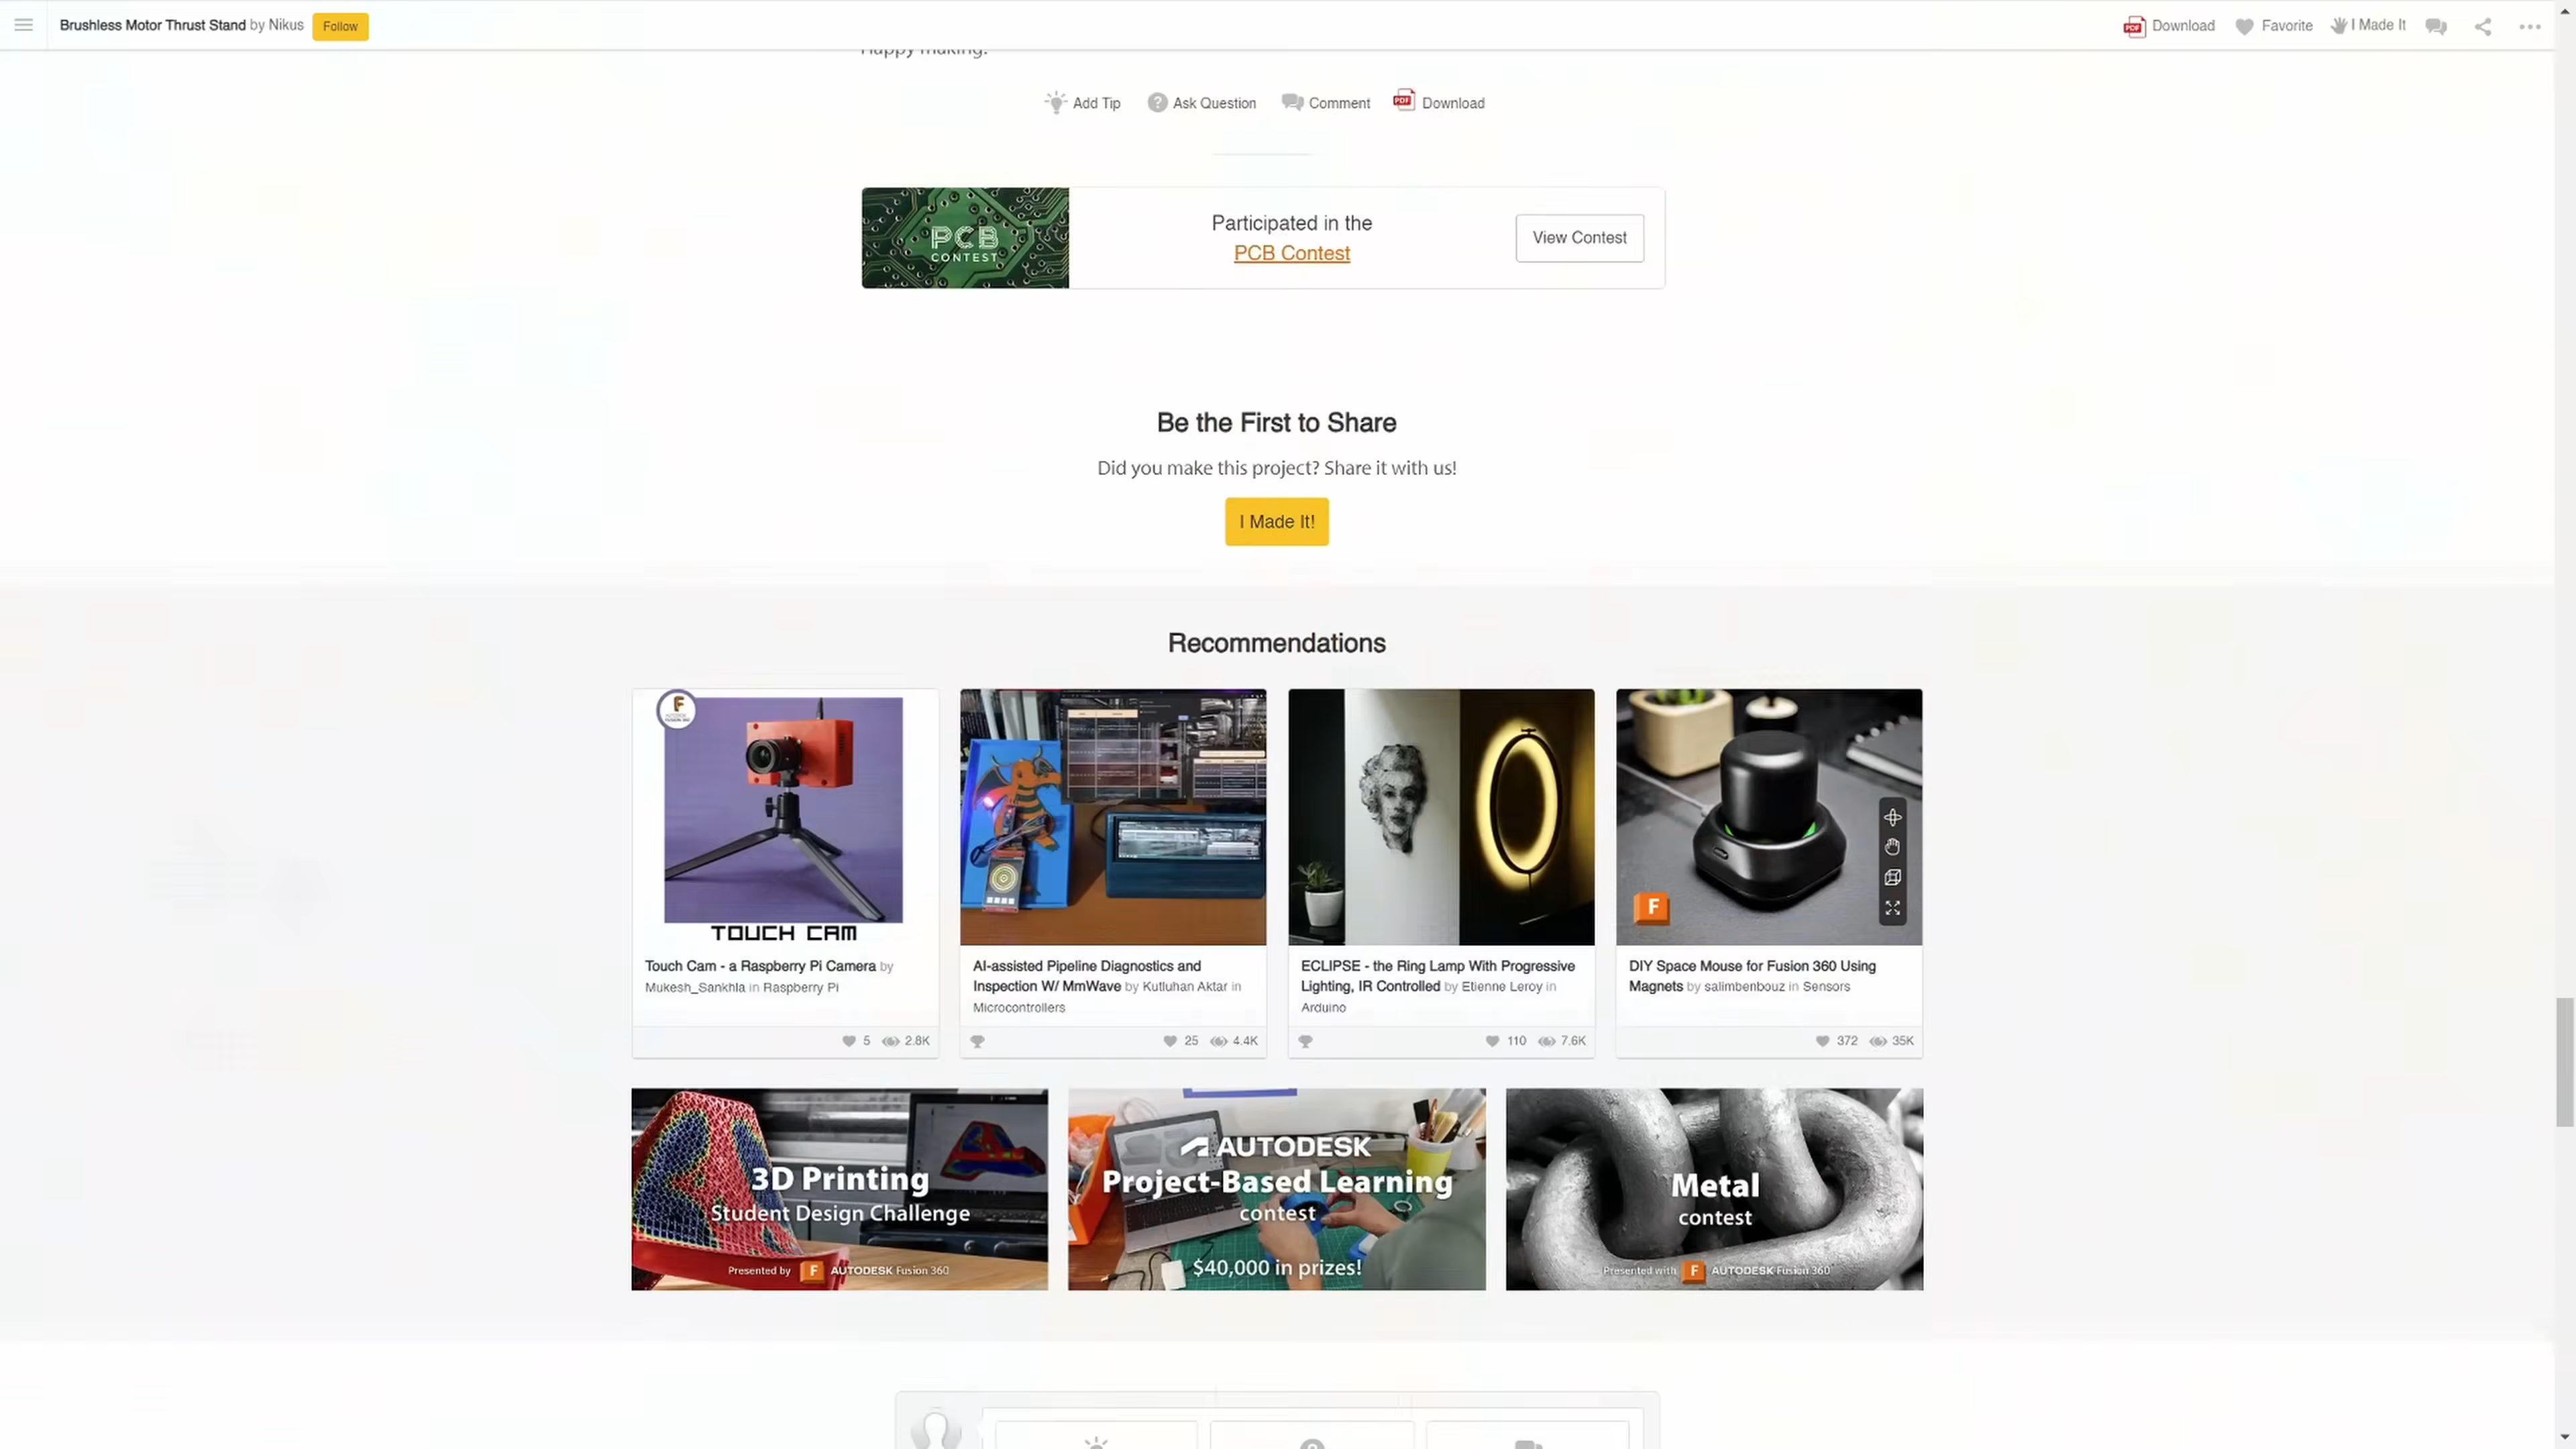 Brushless Motor Thrust Stand by Nikus Follow
Download Favorite I Made It
Happy making!
Add Tip Ask Question Comment Download
PCB
CONTEST
Participated in the
PCB Contest
View Contest
Be the First to Share
Did you make this project? Share it with us!
I Made It!
Recommendations
TOUCH CAM
Touch Cam - a Raspberry Pi Camera by
Mukesh_Sankhla in Raspberry Pi
5 2.8K
AI-assisted Pipeline Diagnostics and
Inspection W/ MmWave by Kutluhan Aktar in
Microcontrollers
25 4.4K
ECLIPSE - the Ring Lamp With Progressive
Lighting, IR Controlled by Etienne Leroy in
Arduino
110 7.6K
F
DIY Space Mouse for Fusion 360 Using
Magnets by salimbenbouz in Sensors
372 35K
3D Printing
Student Design Challenge
Presented by F AUTODESK Fusion 360
AUTODESK
Project-Based Learning
contest
$40,000 in prizes!
Metal
contest
Presented with F AUTODESK Fusion 360